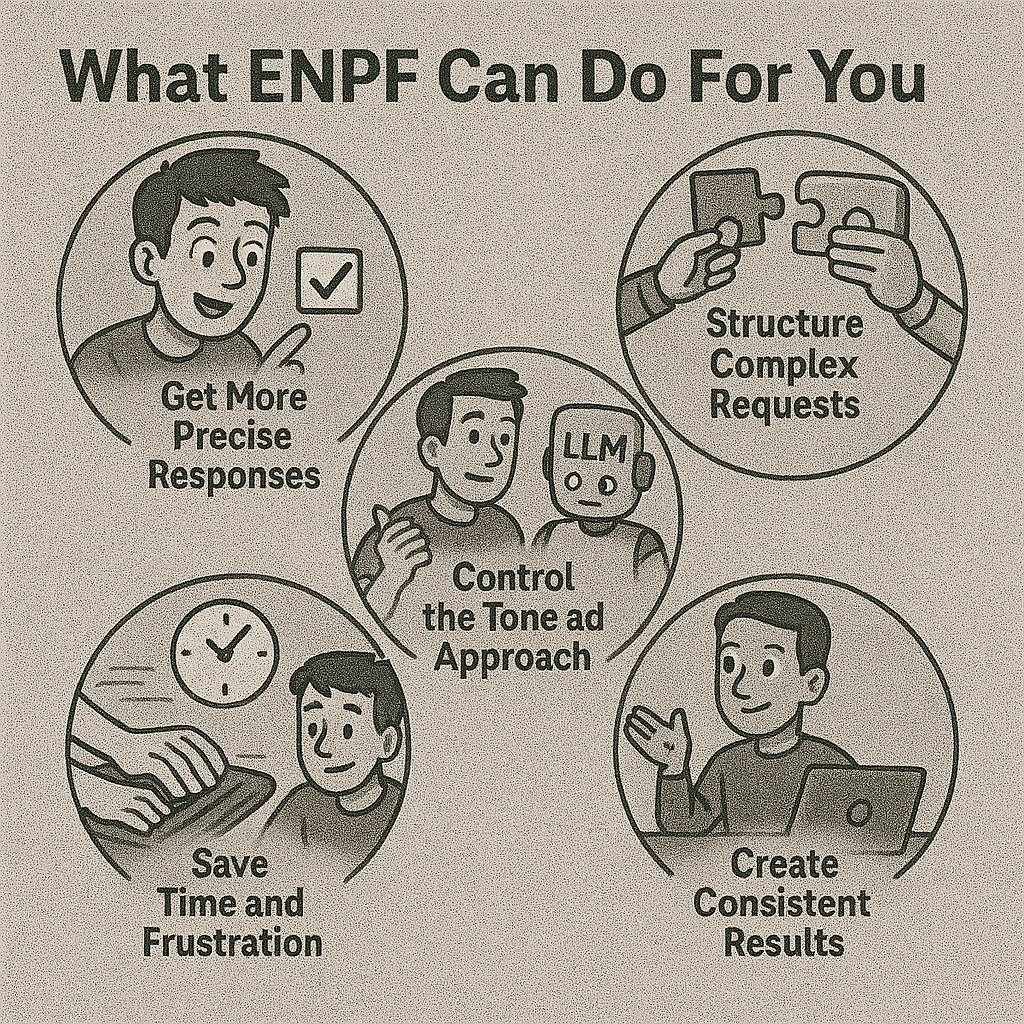 What ENPF Can Do For You
Get More
Precise
Responses
Structure
Complex
Requests
LLM
Control
the Tone ad
Approach
Save
Time and
Frustration
Create
Consistent
Results